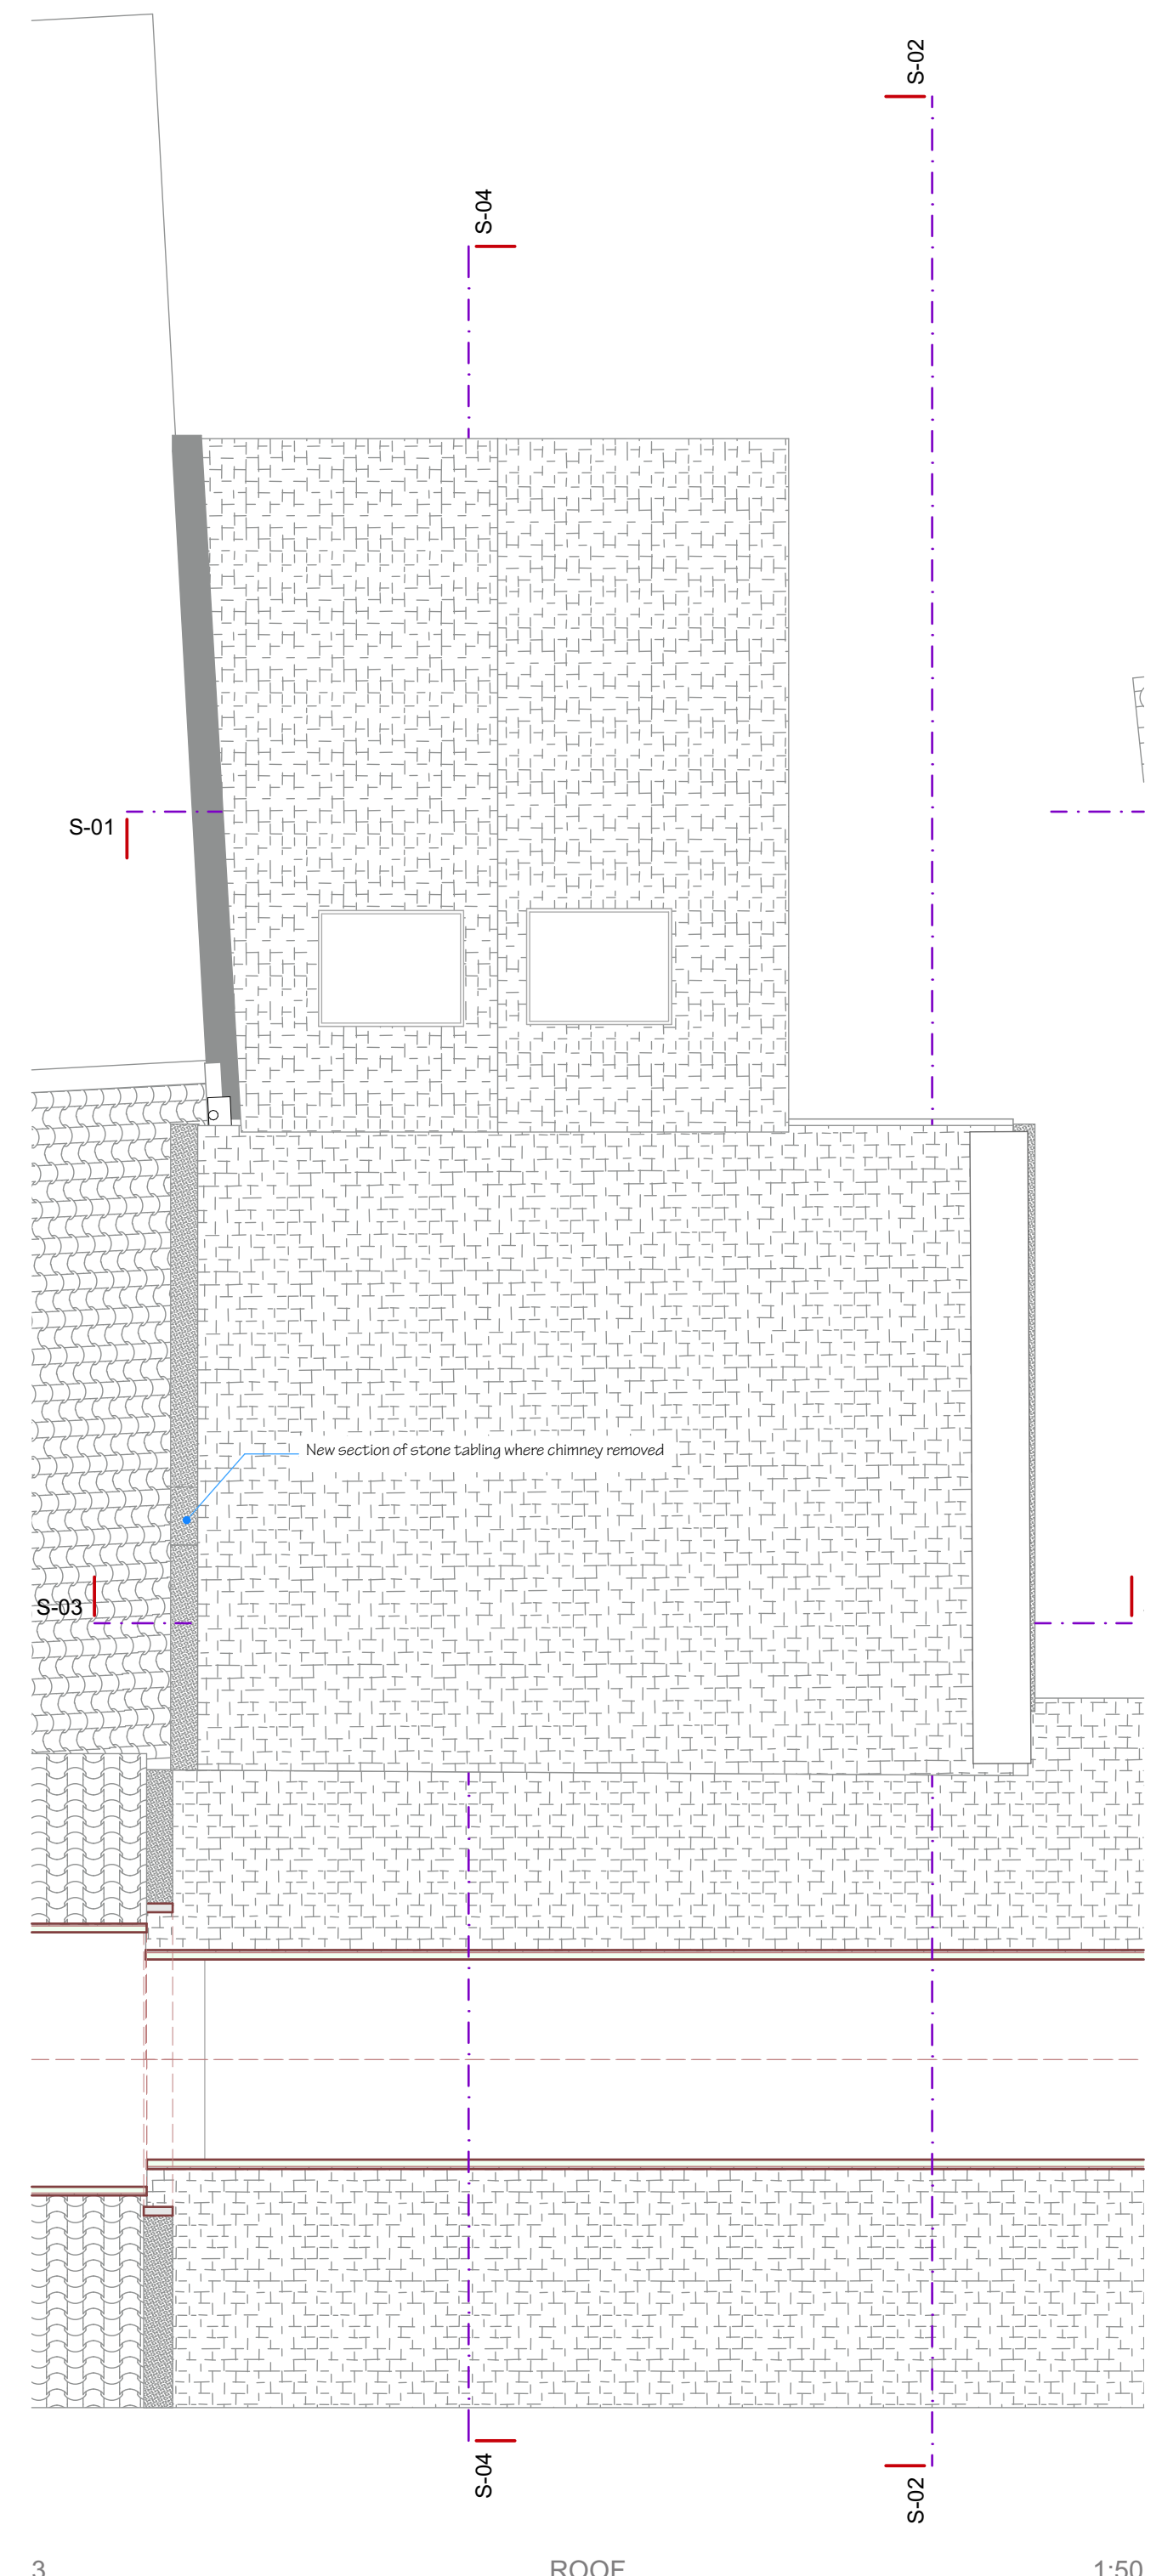 S-02
S-04
S-01
New section of stone tabling where chimney removed
S-03
S-04
S-02
3 ROOF 1:50